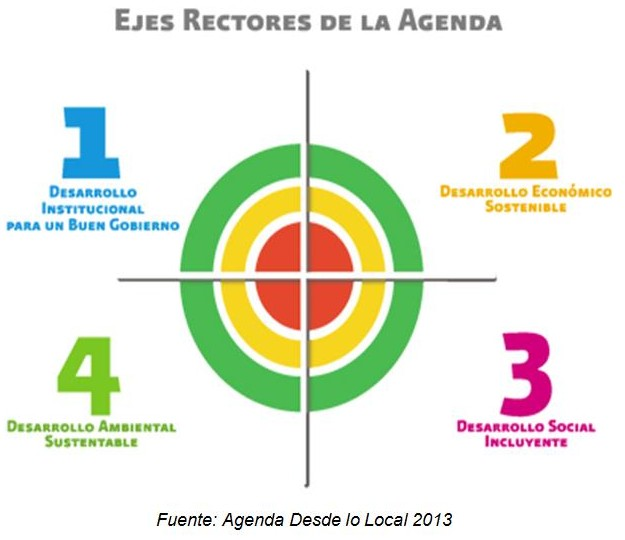 EJES RECTORES DE LA AGENDA
1
DESARROLLO
INSTITUCIONAL
PARA UN BUEN GOBIERNO
2
DESARROLLO ECONÓMICO
SOSTENIBLE
4
DESARROLLO AMBIENTAL
SUSTENTABLE
3
DESARROLLO SOCIAL
INCLUYENTE
Fuente: Agenda Desde lo Local 2013